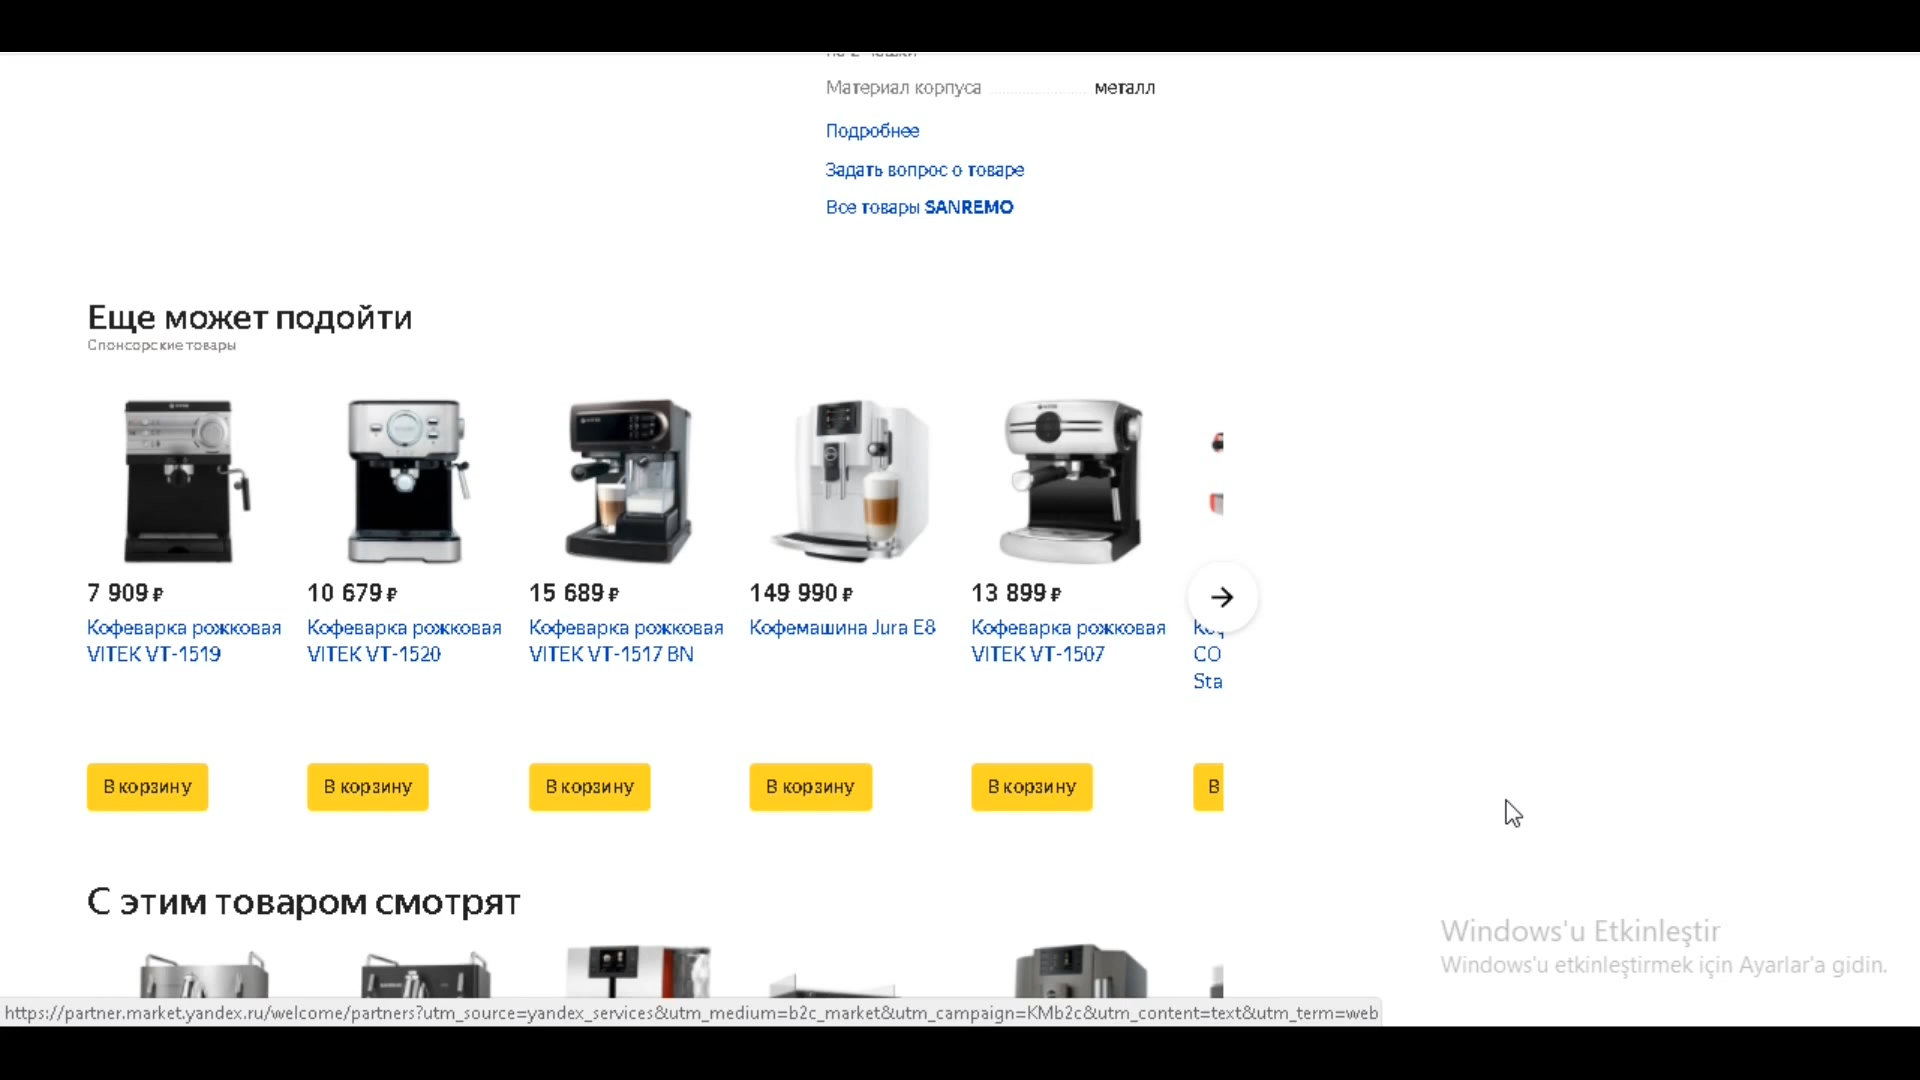 Материал корпуса металл
Подробнее
Задать вопрос о товаре
Все товары SANREMO
Еще может подойти
Спонсорские товары
7 909 ₽
Кофеварка рожковая
VITEK VT-1519
В корзину
10 679 ₽
Кофеварка рожковая
VITEK VT-1520
В корзину
15 689 ₽
Кофеварка рожковая
VITEK VT-1517 BN
В корзину
149 990 ₽
Кофемашина Jura E8
В корзину
13 899 ₽
Кофеварка рожковая
VITEK VT-1507
В корзину
CO
Sta
В
С этим товаром смотрят
Windows'u Etkinleştir
Windows'u etkinleştirmek için Ayarlar'a gidin.
https://partner.market.yandex.ru/welcome/partners?utm_source=yandex_services&utm_medium=b2c_market&utm_campaign=KMb2c&utm_content=text&utm_term=web